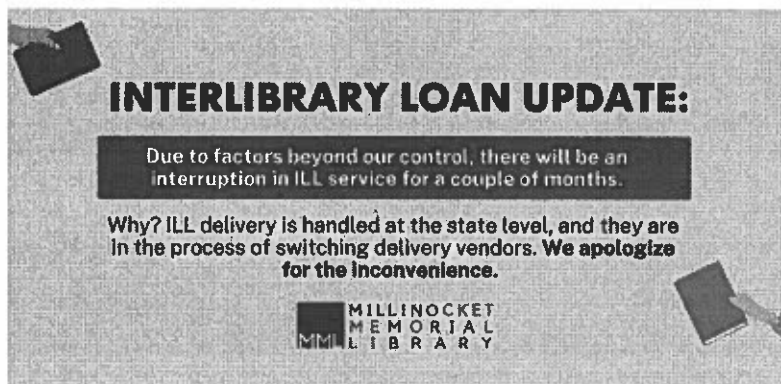 INTERLIBRARY LOAN UPDATE:
Due to factors beyond our control, there will be an
interruption in ILL service for a couple of months.
Why? ILL delivery is handled at the state level, and they are
in the process of switching delivery vendors. We apologize
for the inconvenience.
MML
MILLINOCKET
MEMORIAL
LIBRARY